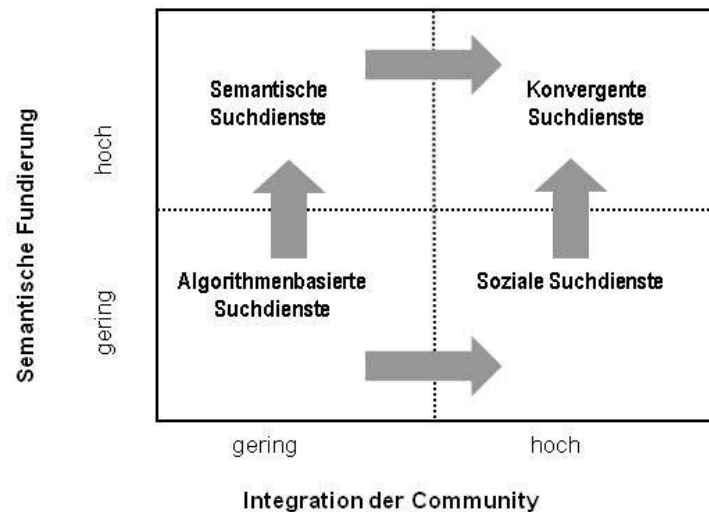 Semantische Fundierung
hoch
gering
Semantische
Suchdienste
Konvergente
Suchdienste
Algorithmenbasierte
Suchdienste
Soziale Suchdienste
gering
hoch
Integration der Community